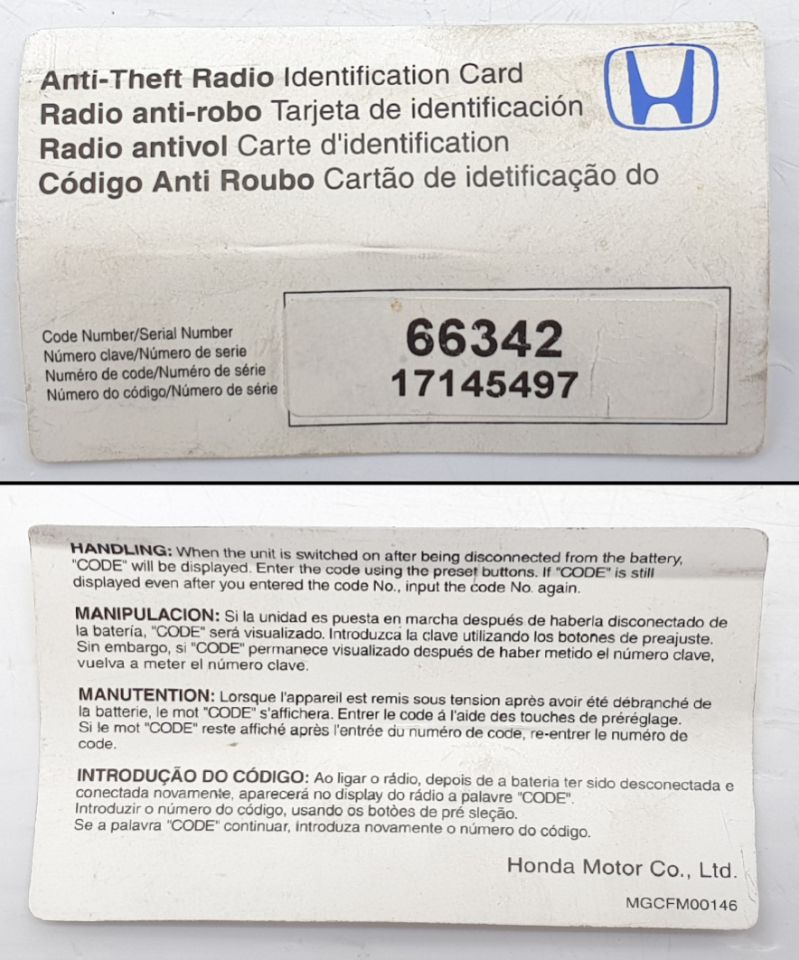 Anti-Theft Radio Identification Card
Radio anti-robo Tarjeta de identificación
Radio antivol Carte d'identification
Código Anti Roubo Cartão de idetificação do
Code Number/Serial Number
Número clave/Número de serie
Numéro de code/Numéro de série
Número do código/Número de série
66342
17145497
HANDLING: When the unit is switched on after being disconnected from the battery,
"CODE" will be displayed. Enter the code using the preset buttons. If "CODE" is still
displayed even after you entered the code No., input the code No. again.
MANIPULACION: Si la unidad es puesta en marcha después de haberla disconectado de
la batería, "CODE" será visualizado. Introduzca la clave utilizando los botones de preajuste.
Sin embargo, si "CODE" permanece visualizado después de haber metido el número clave,
vuelva a meter el número clave.
MANUTENTION: Lorsque l'appareil est remis sous tension après avoir été débranché de
la batterie, le mot "CODE" s'affichera. Entrer le code á l'aide des touches de préréglage.
Si le mot "CODE" reste affiché après l'entrée du numéro de code, re-entrer le numéro de
code.
INTRODUÇÃO DO CÓDIGO: Ao ligar o rádio, depois de a bateria ter sido desconectada e
conectada novamente, aparecerá no display do rádio a palavre "CODE".
Introduzir o número do código, usando os botòes de pré sleção.
Se a palavra "CODE" continuar, introduza novamente o número do código.
Honda Motor Co., Ltd.
MGCFM00146